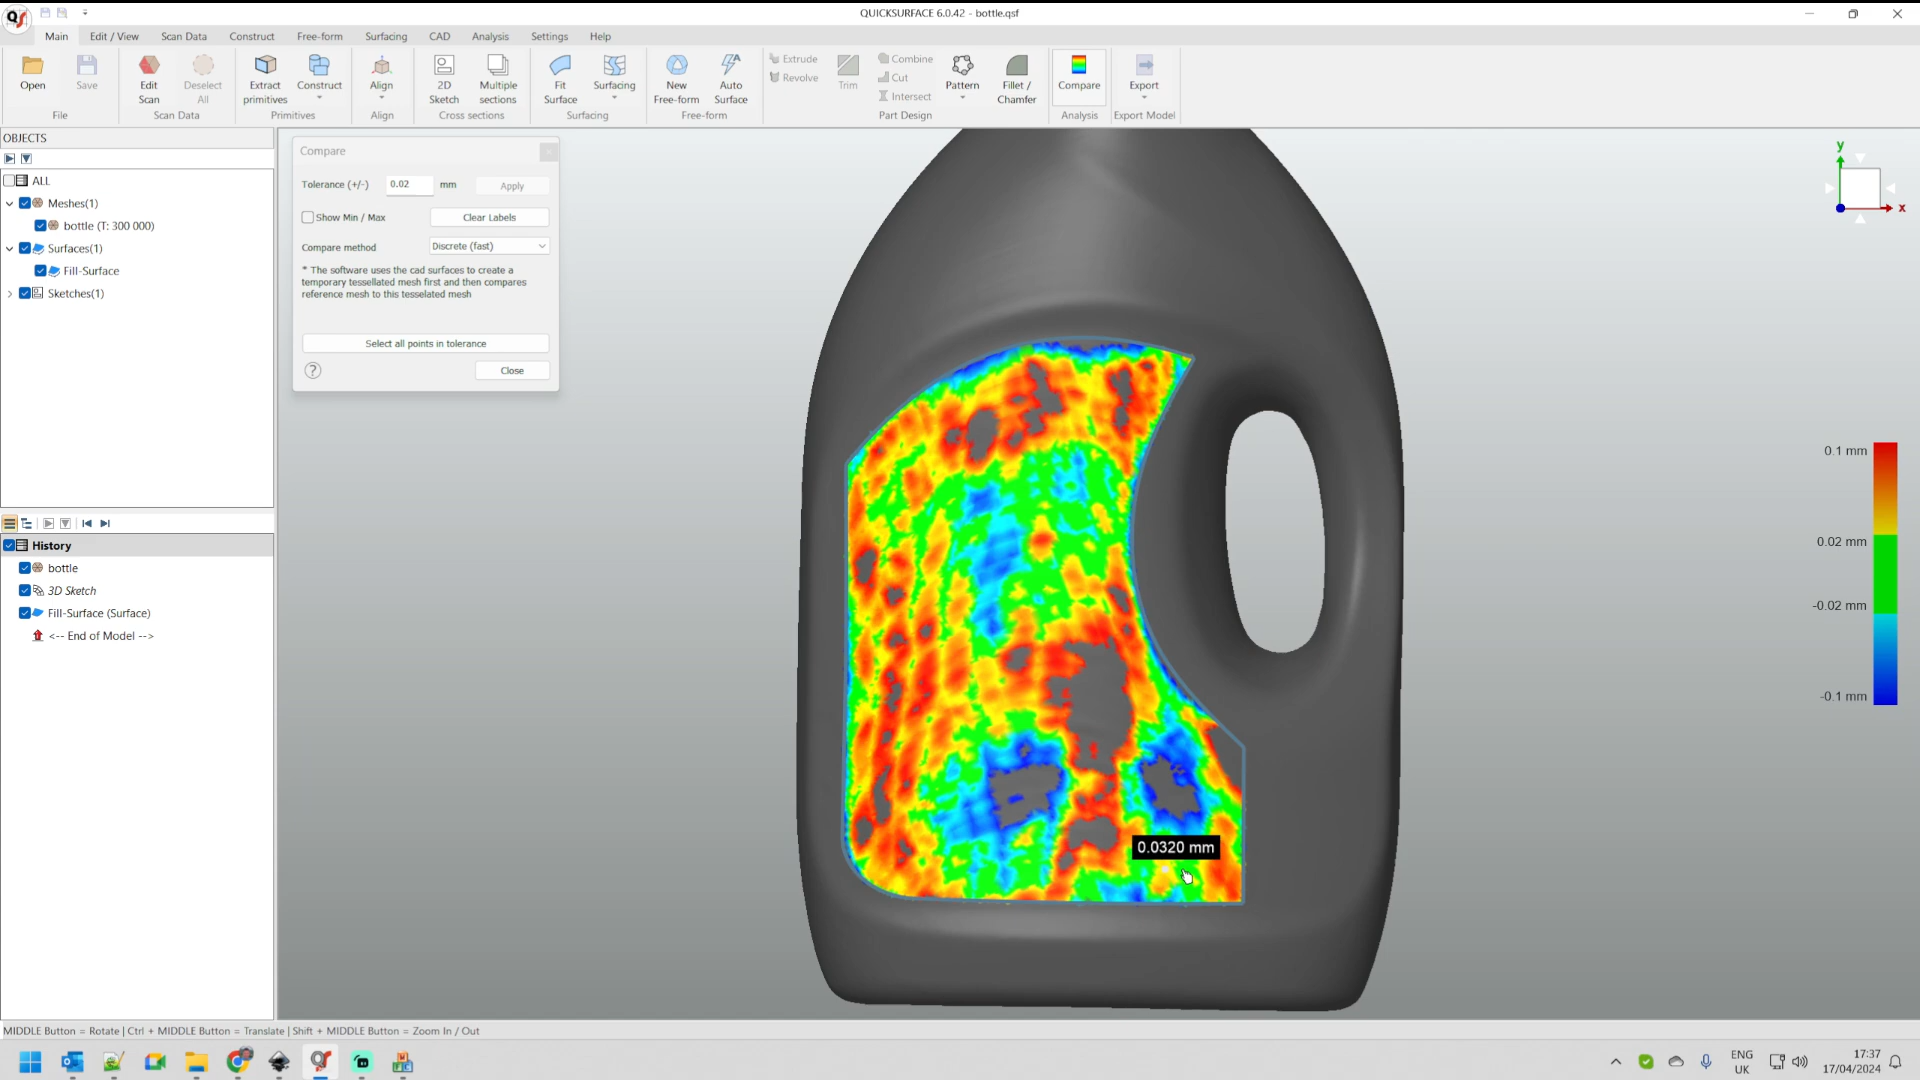 QUICKSURFACE 6.0.42 - bottle.qsf
Main Edit / View Scan Data Construct Free-form Surfacing CAD Analysis Settings Help
Open Save Edit Scan Deselect All Extract primitives Construct Align 2D Sketch Multiple sections Fit Surface Surfacing New Free-form Auto Surface Extrude Revolve Trim Combine Cut Intersect Pattern Fillet / Chamfer Compare Export
File Scan Data Primitives Align Cross sections Surfacing Free-form Part Design Analysis Export Model
OBJECTS
ALL
Meshes(1)
bottle (T: 300 000)
Surfaces(1)
Fill-Surface
Sketches(1)
History
bottle
3D Sketch
Fill-Surface (Surface)
<-- End of Model -->
Compare
Tolerance (+/-) 0.02 mm Apply
Show Min / Max Clear Labels
Compare method Discrete (fast)
* The software uses the cad surfaces to create a
temporary tessellated mesh first and then compares
reference mesh to this tesselated mesh
Select all points in tolerance
? Close
y
x
0.1 mm
0.02 mm
-0.02 mm
-0.1 mm
0.0320 mm
MIDDLE Button = Rotate | Ctrl + MIDDLE Button = Translate | Shift + MIDDLE Button = Zoom In / Out
ENG
UK
17:37
17/04/2024